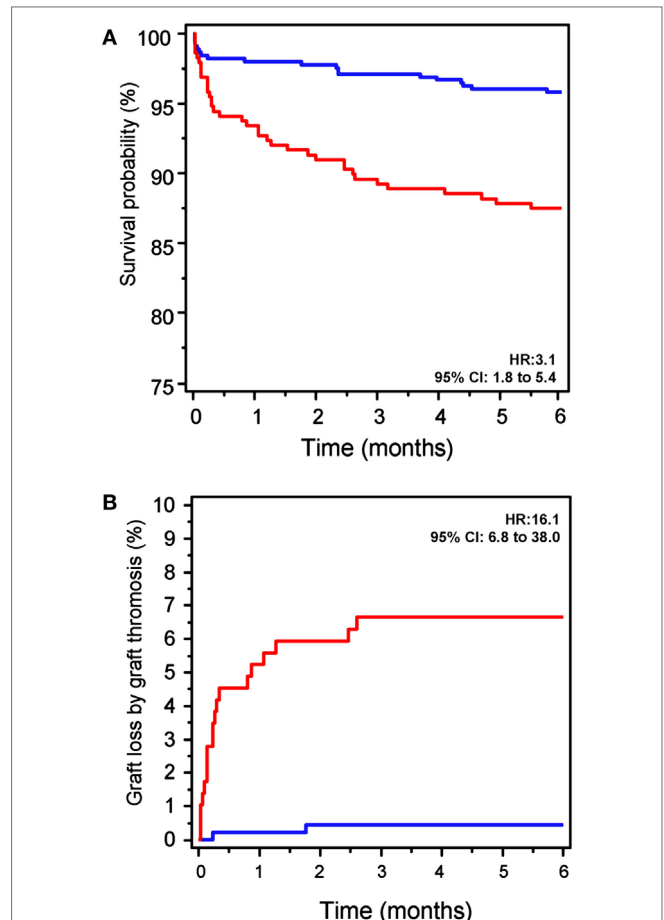 A
Survival probability (%)
100
95
90
85
80
75
HR:3.1
95% CI: 1.8 to 5.4
0 1 2 3 4 5 6
Time (months)
B
Graft loss by graft thromosis (%)
10
9
8
7
6
5
4
3
2
1
0
HR:16.1
95% CI: 6.8 to 38.0
0 1 2 3 4 5 6
Time (months)